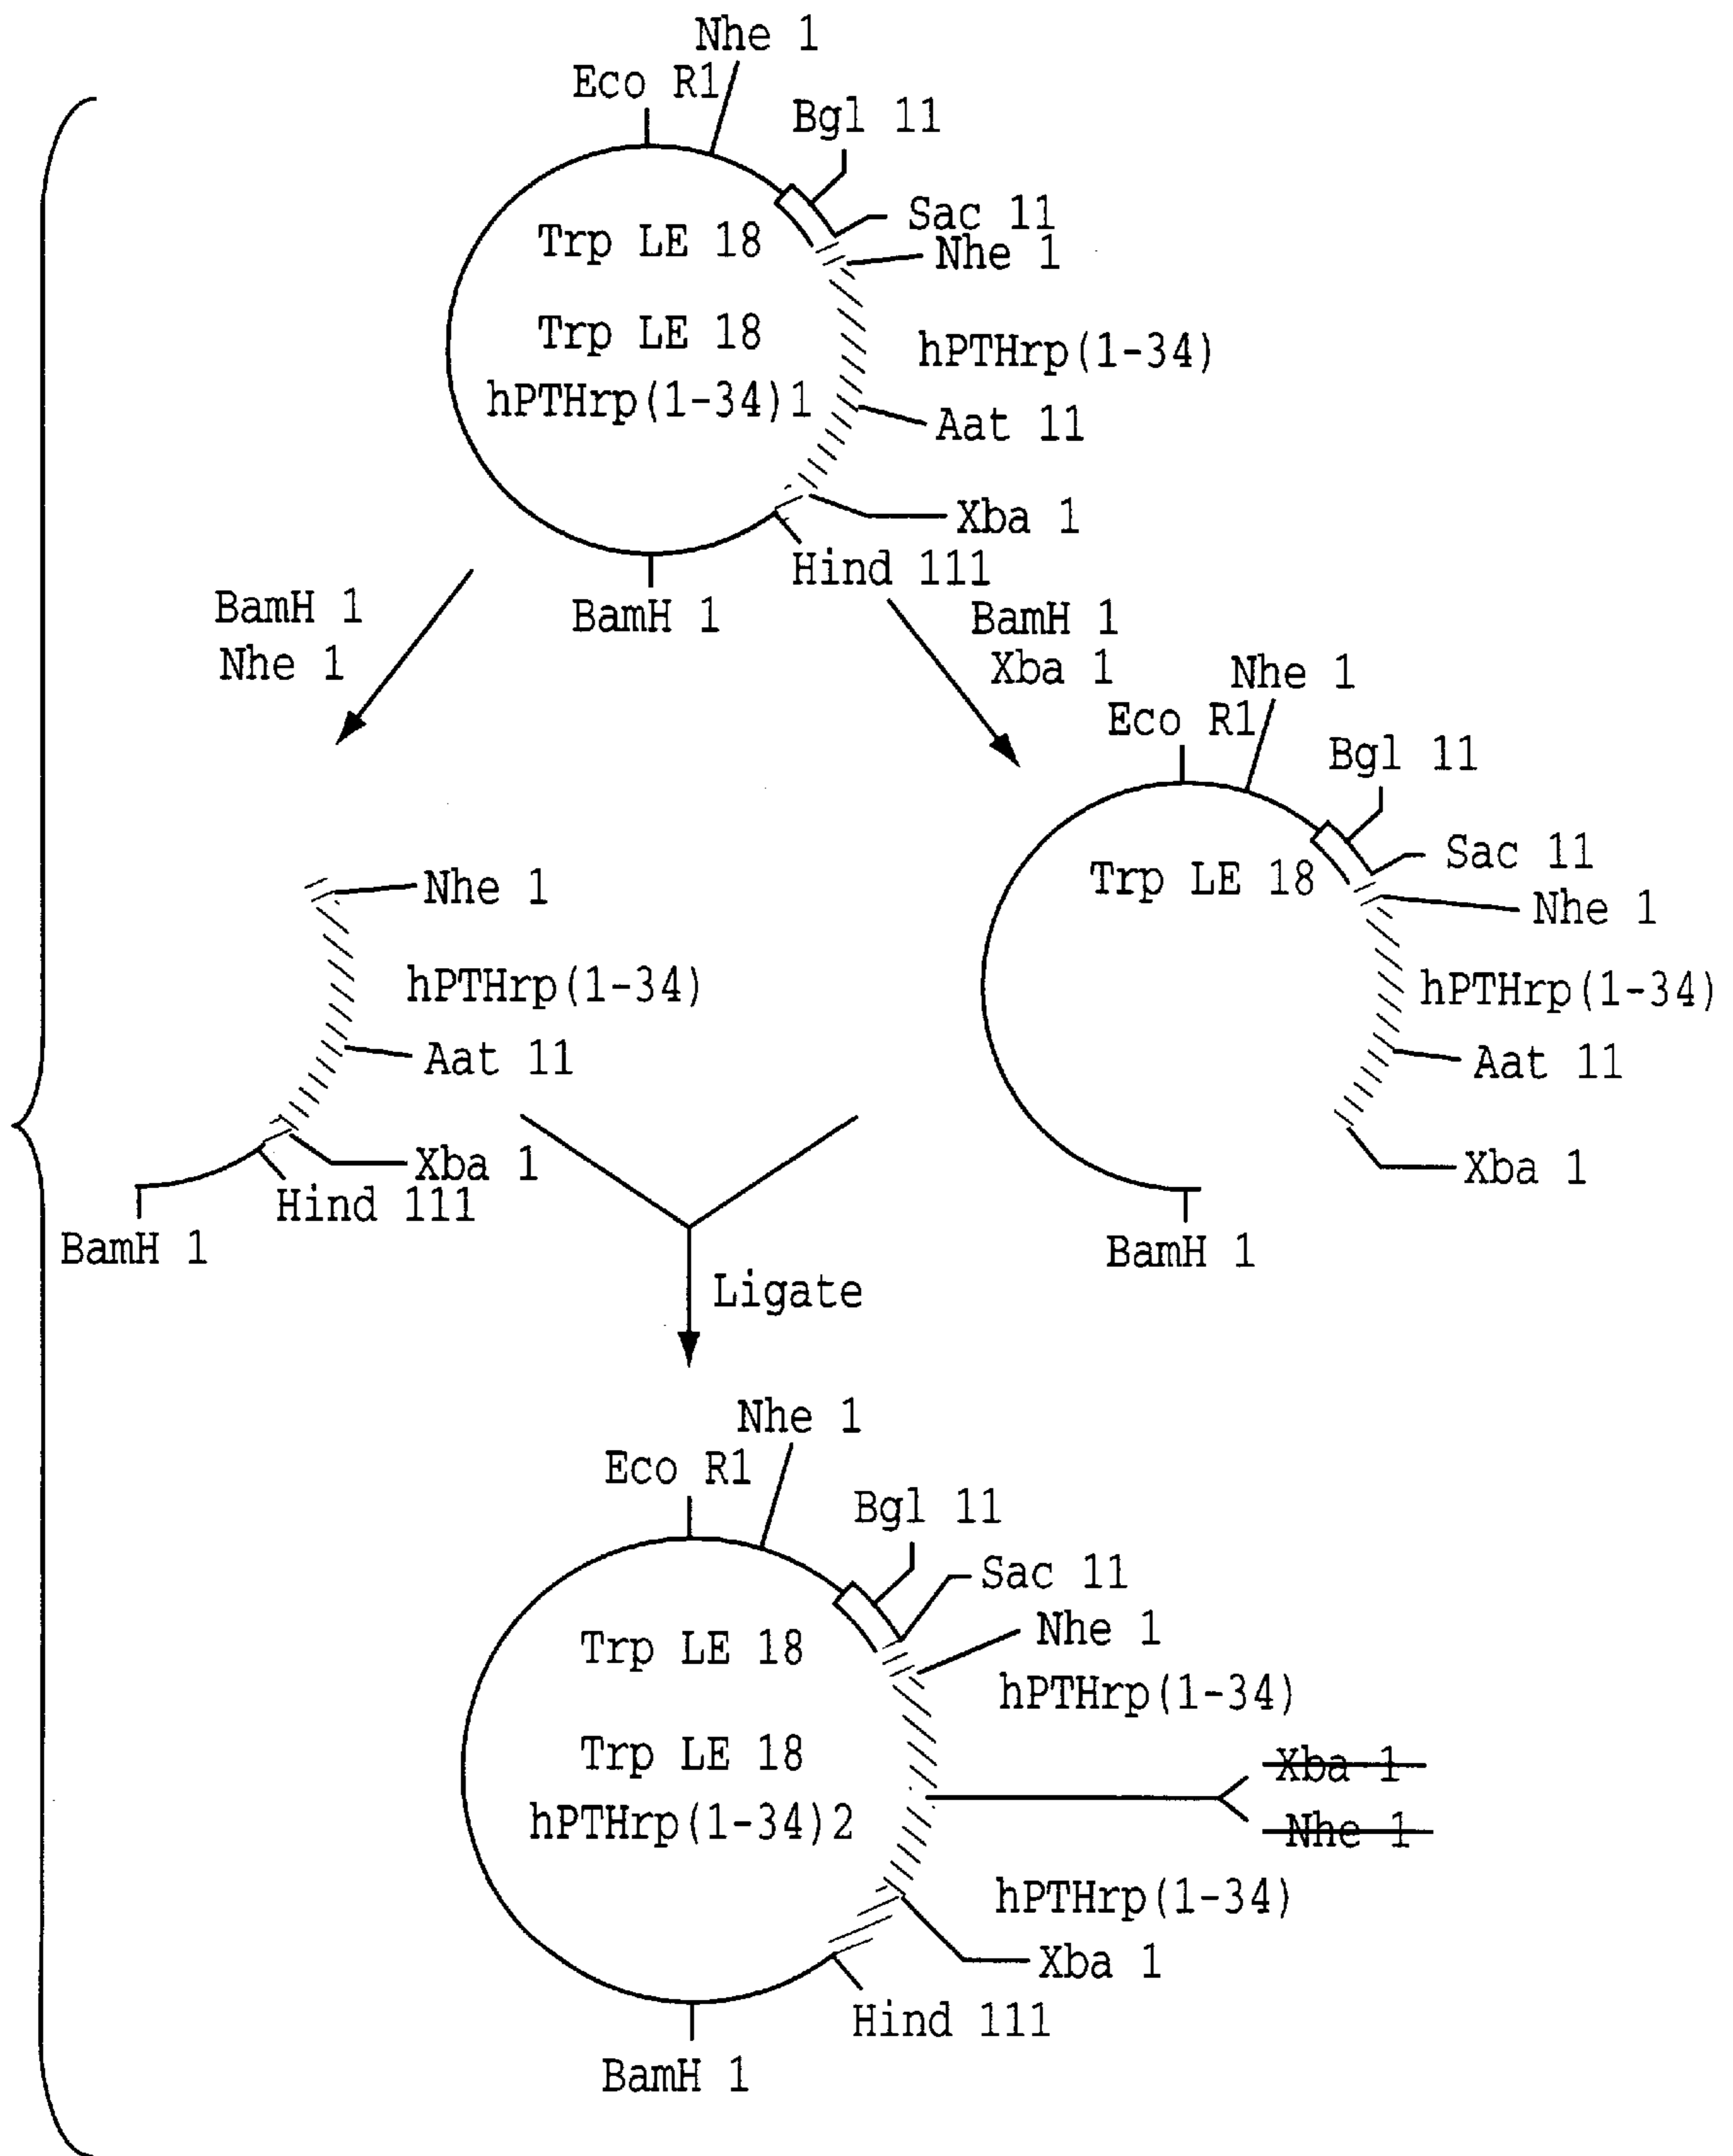 Nhe 1
Eco R1
Bgl 11
Sac 11
Trp LE 18
Nhe 1
Trp LE 18
hPTHrp(1-34)
hPTHrp(1-34)1
Aat 11
Xba 1
Hind 111
BamH 1
BamH 1
Nhe 1
BamH 1
Xba 1
Nhe 1
hPTHrp(1-34)
Aat 11
Xba 1
Hind 111
BamH 1
Nhe 1
Eco R1
Bgl 11
Sac 11
Trp LE 18
Nhe 1
hPTHrp(1-34)
Aat 11
Xba 1
BamH 1
Ligate
Nhe 1
Eco R1
Bgl 11
Sac 11
Nhe 1
Trp LE 18
hPTHrp(1-34)
Trp LE 18
Xba 1
hPTHrp(1-34)2
Nhe 1
hPTHrp(1-34)
Xba 1
Hind 111
BamH 1